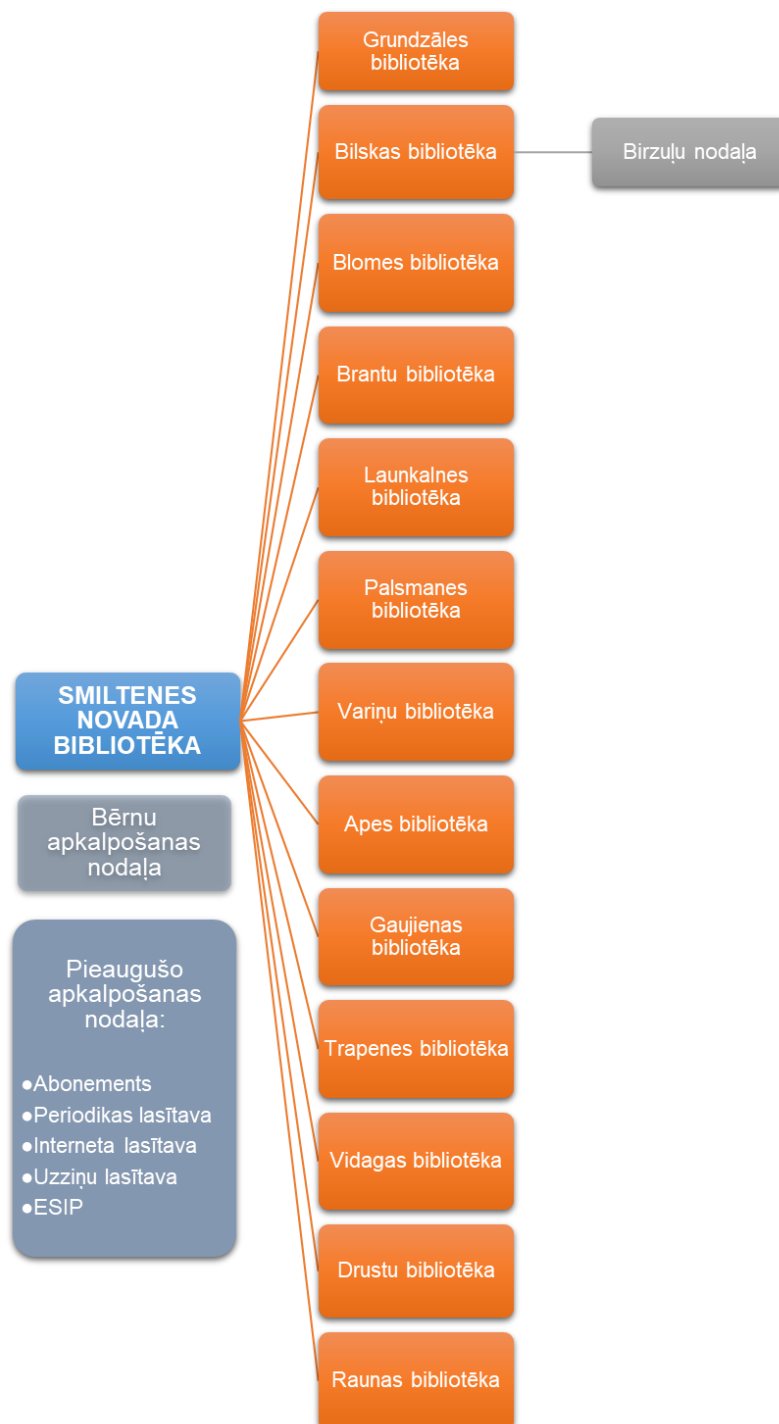 Grundzāles
bibliotēka
Bilskas bibliotēka
Birzuļu nodaļa
Blomes bibliotēka
Brantu bibliotēka
Launkalnes
bibliotēka
Palsmanes
bibliotēka
SMILTENES
NOVADA
BIBLIOTĒKA
Variņu bibliotēka
Bērnu
apkalpošanas
nodaļa
Apes bibliotēka
Gaujienas
bibliotēka
Pieaugušo
apkalpošanas
nodaļa:
●Abonements
●Periodikas lasītava
●Interneta lasītava
●Uzziņu lasītava
●ESIP
Trapenes bibliotēka
Vidagas bibliotēka
Drustu bibliotēka
Raunas bibliotēka